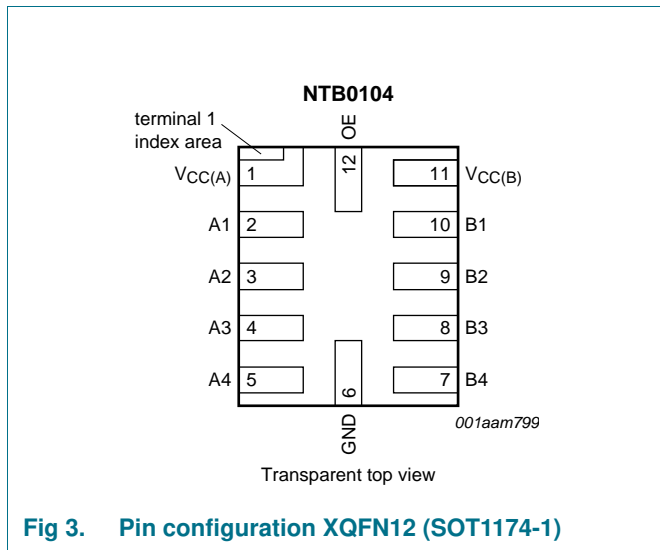 NTB0104
terminal 1
index area
OE
12
VCC(A) 1
11 VCC(B)
A1 2
10 B1
A2 3
9 B2
A3 4
8 B3
A4 5
7 B4
6
GND
001aam799
Transparent top view
Fig 3. Pin configuration XQFN12 (SOT1174-1)